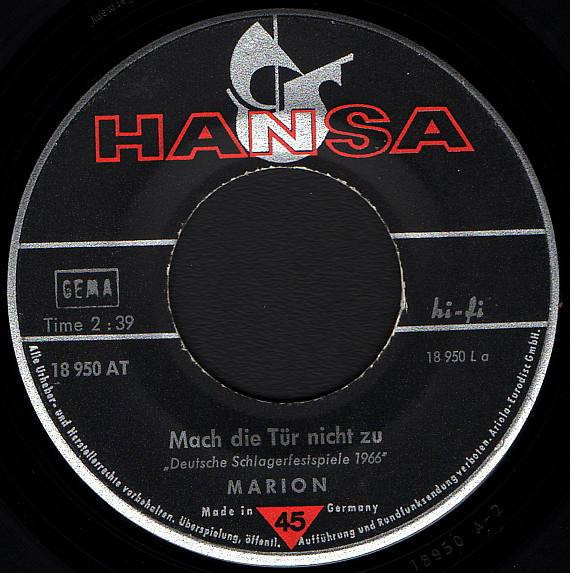 HANSA
GEMA
hi-fi
Time 2 : 39
18 950 AT
18 950 L a
Mach die Tür nicht zu
„Deutsche Schlagerfestspiele 1966"
MARION
Made in Germany
45
Alle Urheber- und Herstellerrechte vorbehalten. Überspielung, öffentl. Aufführung und Rundfunksendung verboten. Ariola-Eurodisc GmbH.
18950 A-2